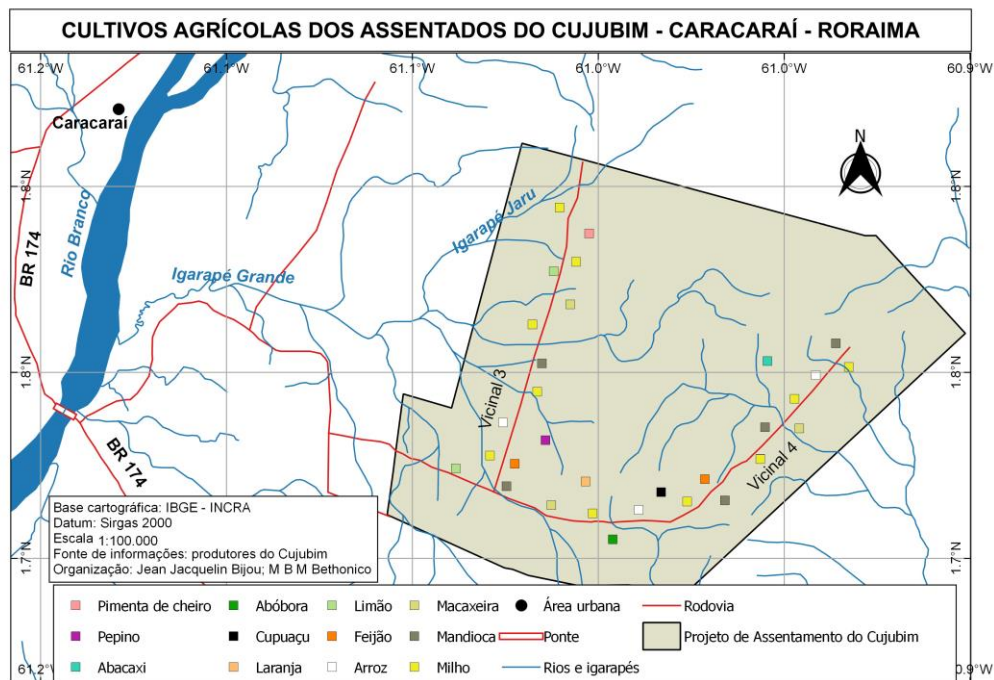 CULTIVOS AGRÍCOLAS DOS ASSENTADOS DO CUJUBIM - CARACARAÍ - RORAIMA
61.2°W 61.1°W 61.1°W 61.0°W 61.0°W 60.9°W
Caracaraí
N
1.8°N 1.8°N
Igarapé Jaru
Rio Branco
BR 174
Igarapé Grande
1.8°N 1.8°N
Vicinal 3
Vicinal 4
BR 174
1.7°N 1.7°N
Base cartográfica: IBGE - INCRA
Datum: Sirgas 2000
Escala 1:100.000
Fonte de informações: produtores do Cujubim
Organização: Jean Jacquelin Bijou; M B M Bethonico
Pimenta de cheiro Abóbora Limão Macaxeira Área urbana Rodovia
Pepino Cupuaçu Feijão Mandioca Ponte Projeto de Assentamento do Cujubim
Abacaxi Laranja Arroz Milho Rios e igarapés
61.2° 0.9°W